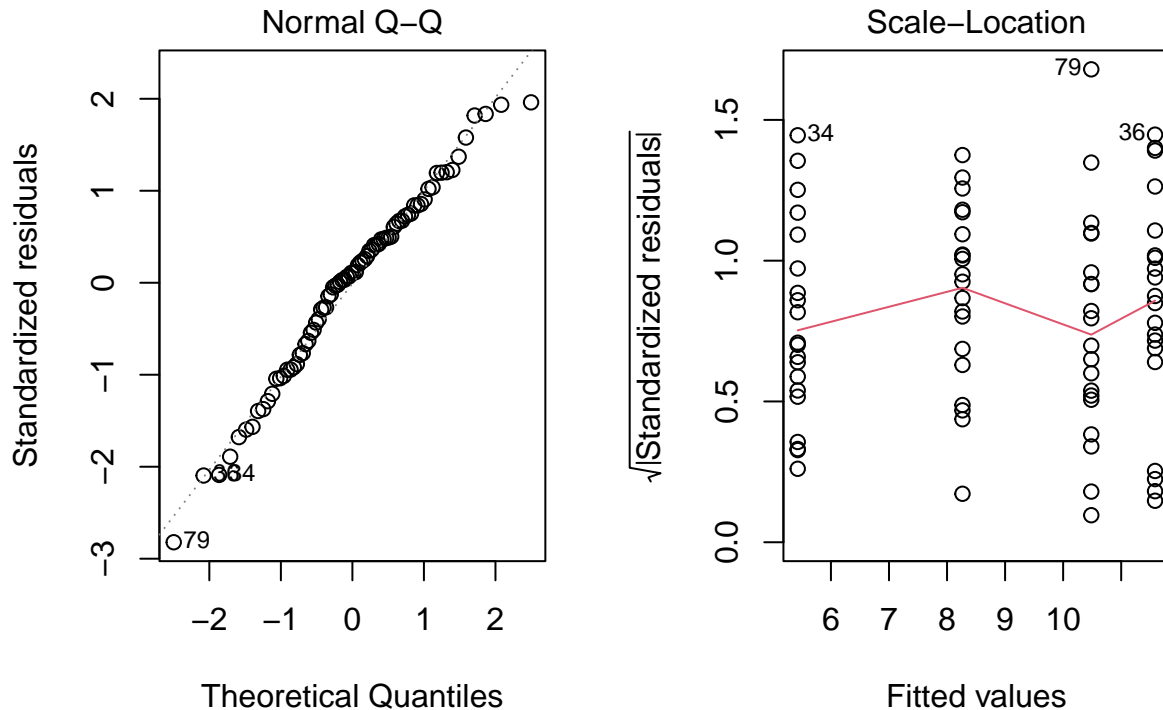 Normal Q−Q
Standardized residuals
2
1
0
−1
−2
−3
79
−2 −1 0 1 2
Theoretical Quantiles
Scale−Location
√|Standardized residuals|
1.5
1.0
0.5
0.0
79
34
36
6 7 8 9 10
Fitted values